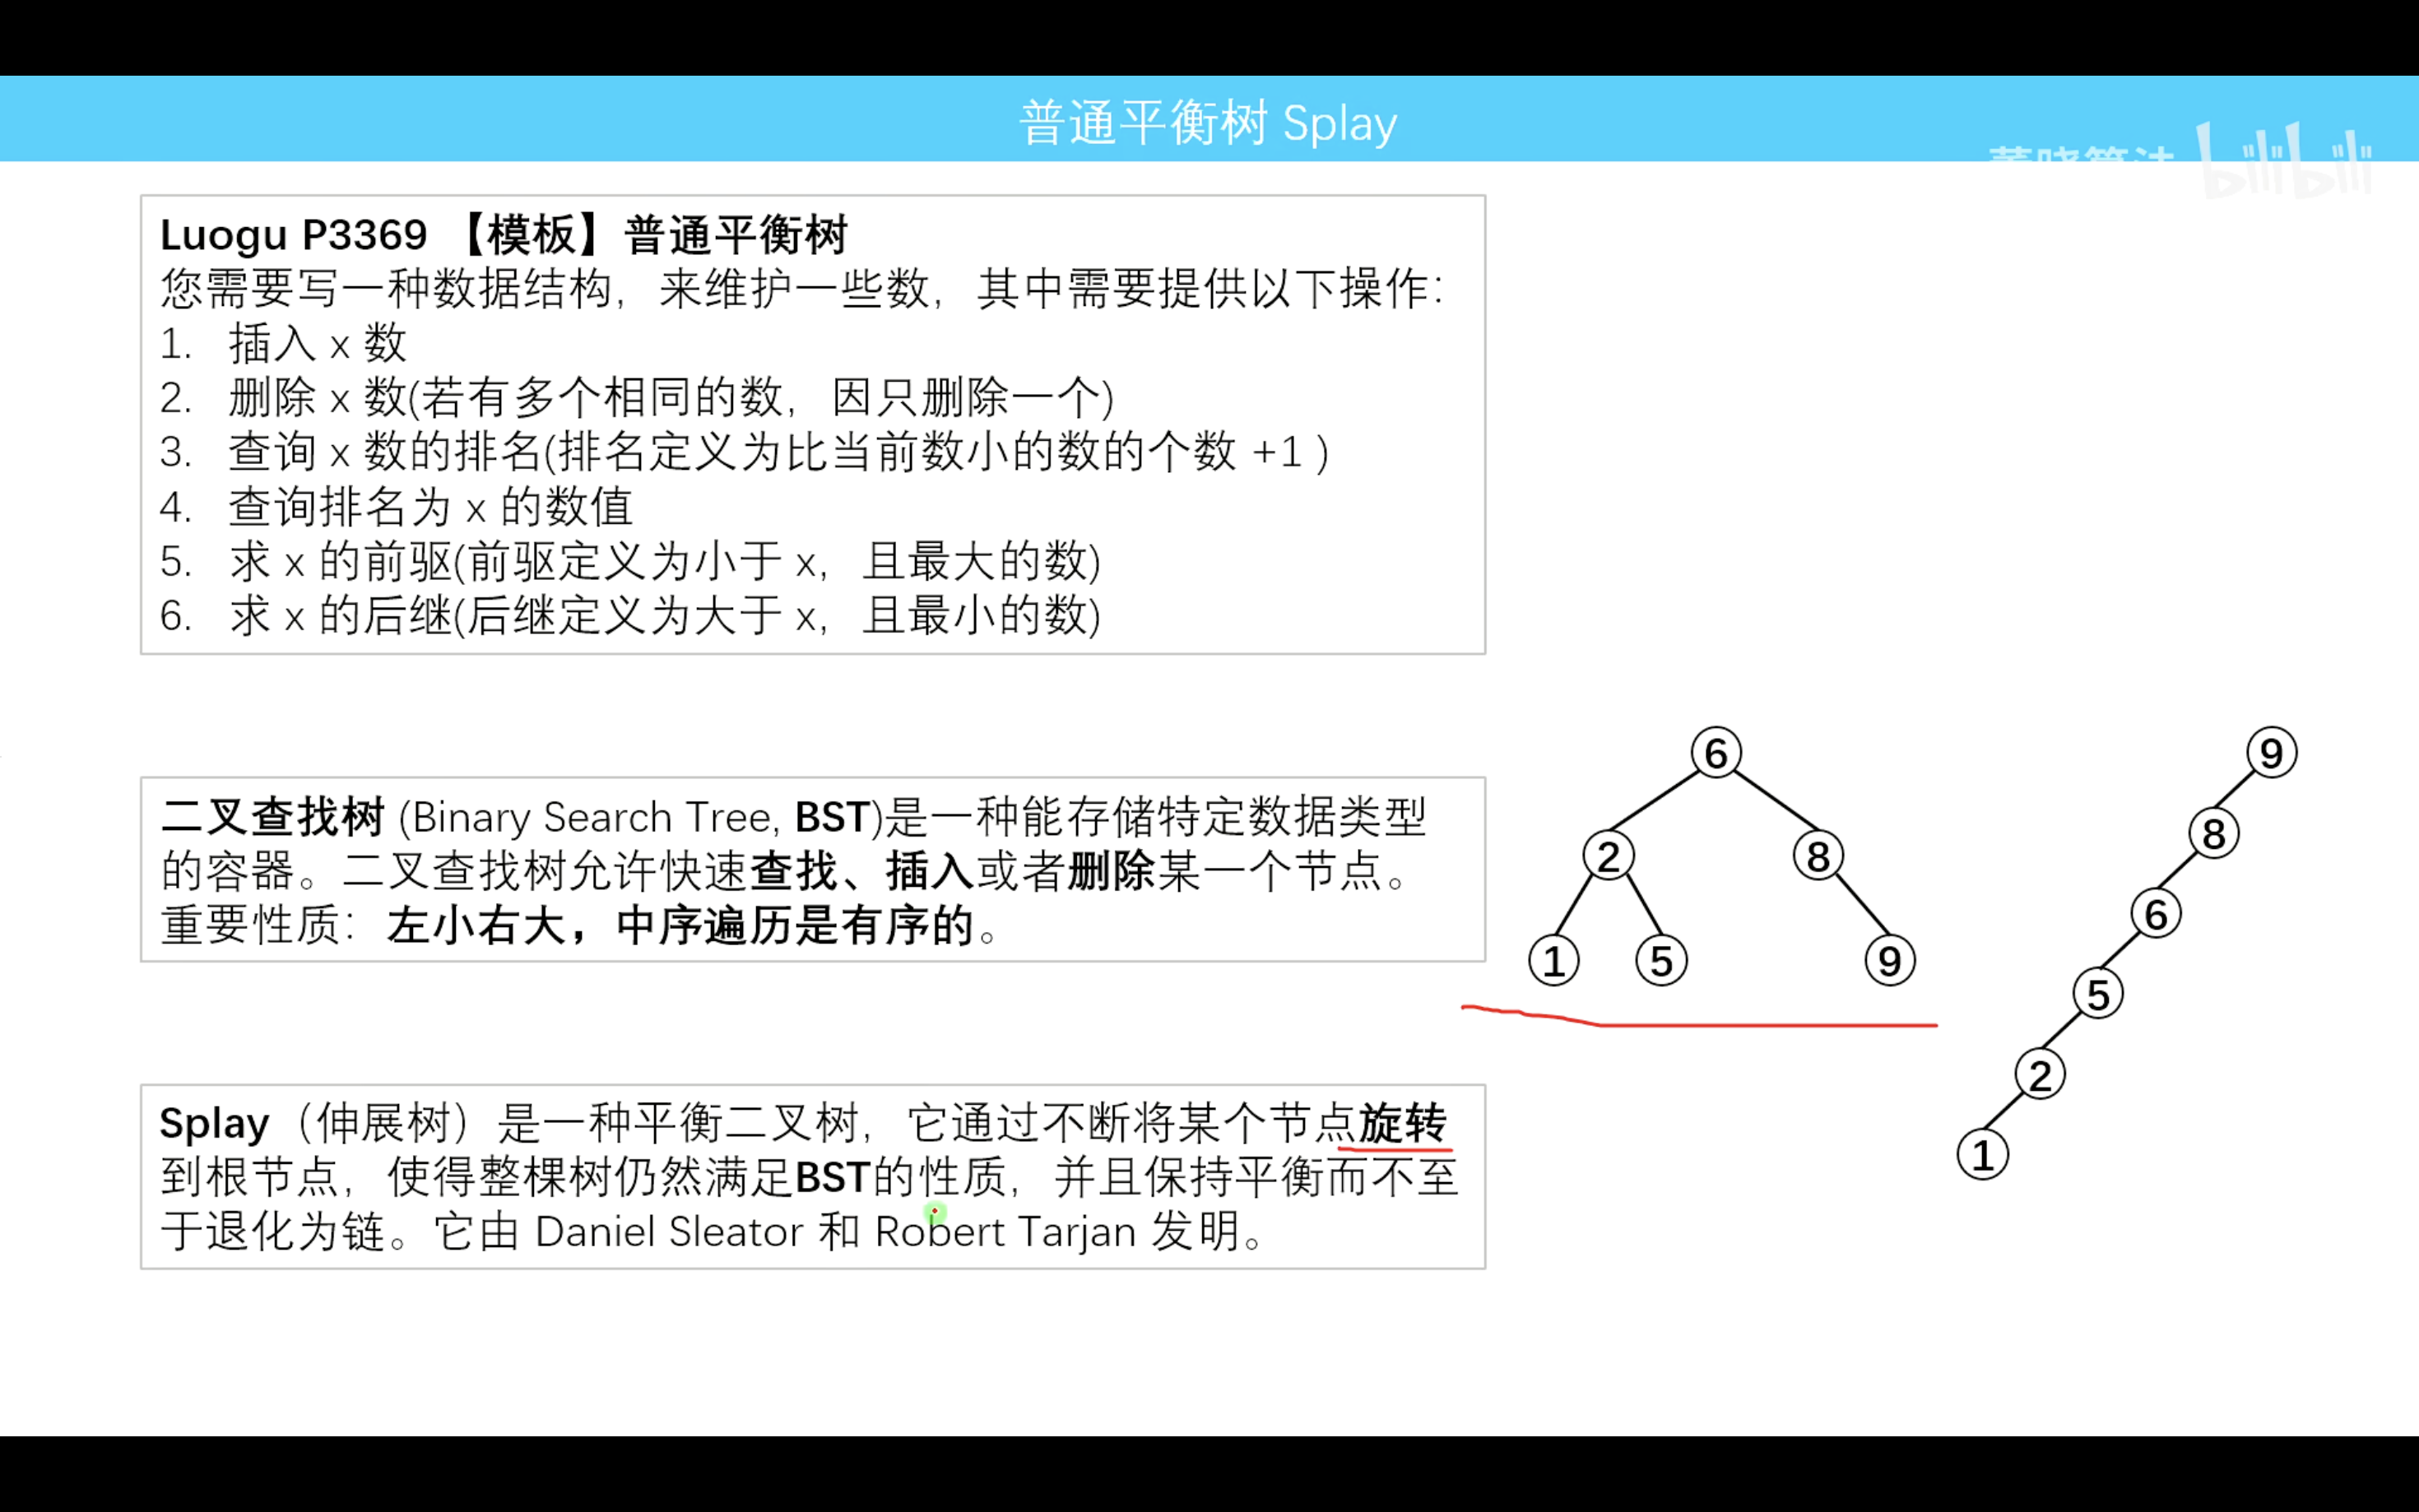 普通平衡树 Splay
bilibili
Luogu P3369 【模板】普通平衡树
您需要写一种数据结构，来维护一些数，其中需要提供以下操作：
1. 插入 x 数
2. 删除 x 数(若有多个相同的数，因只删除一个)
3. 查询 x 数的排名(排名定义为比当前数小的数的个数 +1 )
4. 查询排名为 x 的数值
5. 求 x 的前驱(前驱定义为小于 x，且最大的数)
6. 求 x 的后继(后继定义为大于 x，且最小的数)
二叉查找树 (Binary Search Tree, BST)是一种能存储特定数据类型
的容器。二叉查找树允许快速查找、插入或者删除某一个节点。
重要性质：左小右大，中序遍历是有序的。
Splay（伸展树）是一种平衡二叉树，它通过不断将某个节点旋转
到根节点，使得整棵树仍然满足BST的性质，并且保持平衡而不至
于退化为链。它由 Daniel Sleator 和 Robert Tarjan 发明。
6
2 8
1 5 9
9
8
6
5
2
1